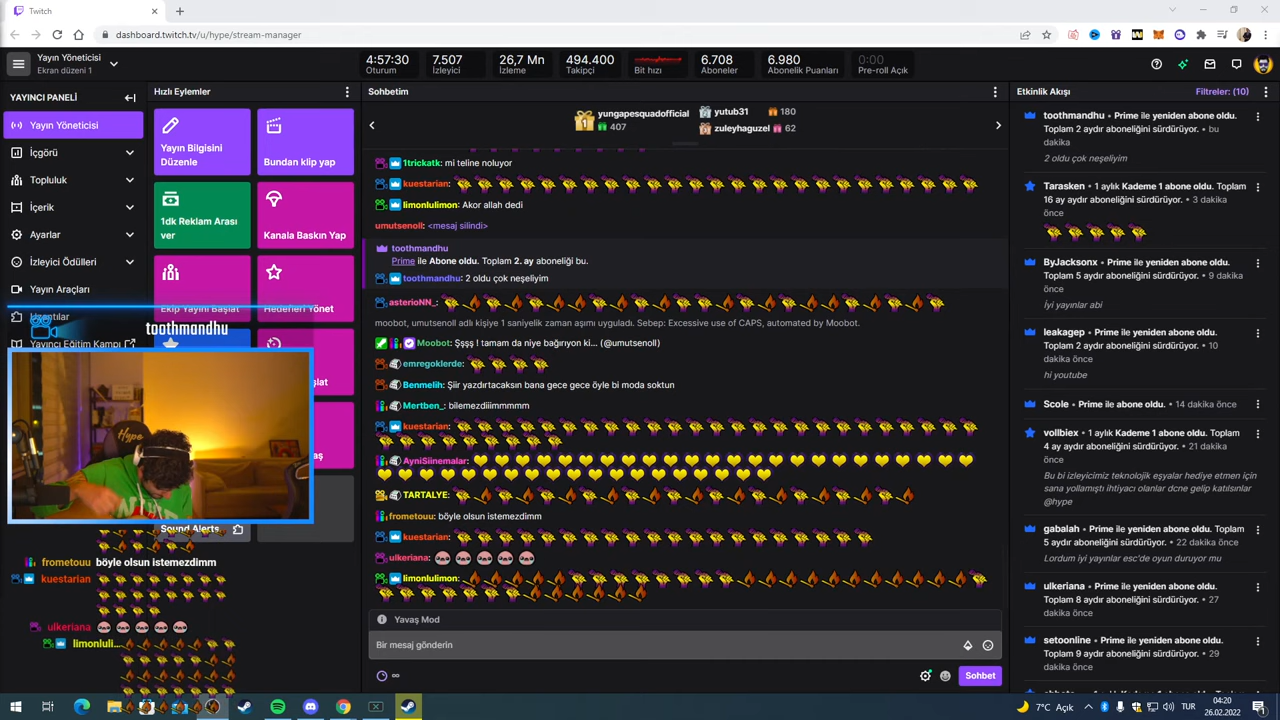 Twitch
dashboard.twitch.tv/u/hype/stream-manager
Yayın Yöneticisi
Ekran düzeni 1
4:57:30
Oturum
7.507
İzleyici
26,7 Mn
İzleme
494.400
Takipçi
Bit hızı
6.708
Aboneler
6.980
Abonelik Puanları
0:00
Pre-roll Açık
YAYINCI PANELİ
Yayın Yöneticisi
İçgörü
Topluluk
İçerik
Ayarlar
İzleyici Ödülleri
Yayın Araçları
Uzantılar
Yayıncı Eğitim Kampı
Hızlı Eylemler
Yayın Bilgisini
Düzenle
Bundan klip yap
1dk Reklam Arası
ver
Kanala Baskın Yap
Ekip Yayını Başlat
Hedefleri Yönet
Sound Alerts
toothmandhu
Hype
frometouu böyle olsun istemezdimm
kuestarian
ulkeriana
limonluli...
Sohbetim
yungapesquadofficial
407
yutub31 180
zuleyhaguzel 62
1trickatk: mi teline noluyor
kuestarian:
limonlulimon: Akor allah dedi
umutsenoll: <mesaj silindi>
toothmandhu
Prime ile Abone oldu. Toplam 2. ay aboneliği bu.
toothmandhu: 2 oldu çok neşeliyim
asterioNN_:
moobot, umutsenoll adlı kişiye 1 saniyelik zaman aşımı uyguladı. Sebep: Excessive use of CAPS, automated by Moobot.
Moobot: Şşşş ! tamam da niye bağırıyon ki... (@umutsenoll)
emregoklerde:
Benmelih: Şiir yazdırtacaksın bana gece gece öyle bi moda soktun
Mertben_: bilemezdiiimmmmm
kuestarian:
AyniSiinemalar:
TARTALYE:
frometouu: böyle olsun istemezdimm
kuestarian:
ulkeriana:
limonlulimon:
Yavaş Mod
Bir mesaj gönderin
Sohbet
Etkinlik Akışı
Filtreler: (10)
toothmandhu • Prime ile yeniden abone oldu.
Toplam 2 aydır aboneliğini sürdürüyor. • bu
dakika
2 oldu çok neşeliyim
Tarasken • 1 aylık Kademe 1 abone oldu. Toplam
16 ay aydır aboneliğini sürdürüyor. • 3 dakika
önce
ByJacksonx • Prime ile yeniden abone oldu.
Toplam 5 aydır aboneliğini sürdürüyor. • 9 dakika
önce
İyi yayınlar abi
leakagep • Prime ile yeniden abone oldu.
Toplam 2 aydır aboneliğini sürdürüyor. • 10
dakika önce
hi youtube
Scole • Prime ile abone oldu. • 14 dakika önce
vollbiex • 1 aylık Kademe 1 abone oldu. Toplam
4 ay aydır aboneliğini sürdürüyor. • 21 dakika
önce
Bu bi izleyicimiz teknolojik eşyalar hediye etmen için
sana yollamıştı ihtiyacı olanlar dcne gelip katılsınlar
@hype
gabalah • Prime ile yeniden abone oldu. Toplam
5 aydır aboneliğini sürdürüyor. • 22 dakika önce
Lordum iyi yayınlar esc'de oyun duruyor mu
ulkeriana • Prime ile yeniden abone oldu.
Toplam 8 aydır aboneliğini sürdürüyor. • 27
dakika önce
setoonline • Prime ile yeniden abone oldu.
Toplam 9 aydır aboneliğini sürdürüyor. • 29
dakika önce
7°C Açık
TUR
04:20
26.02.2022